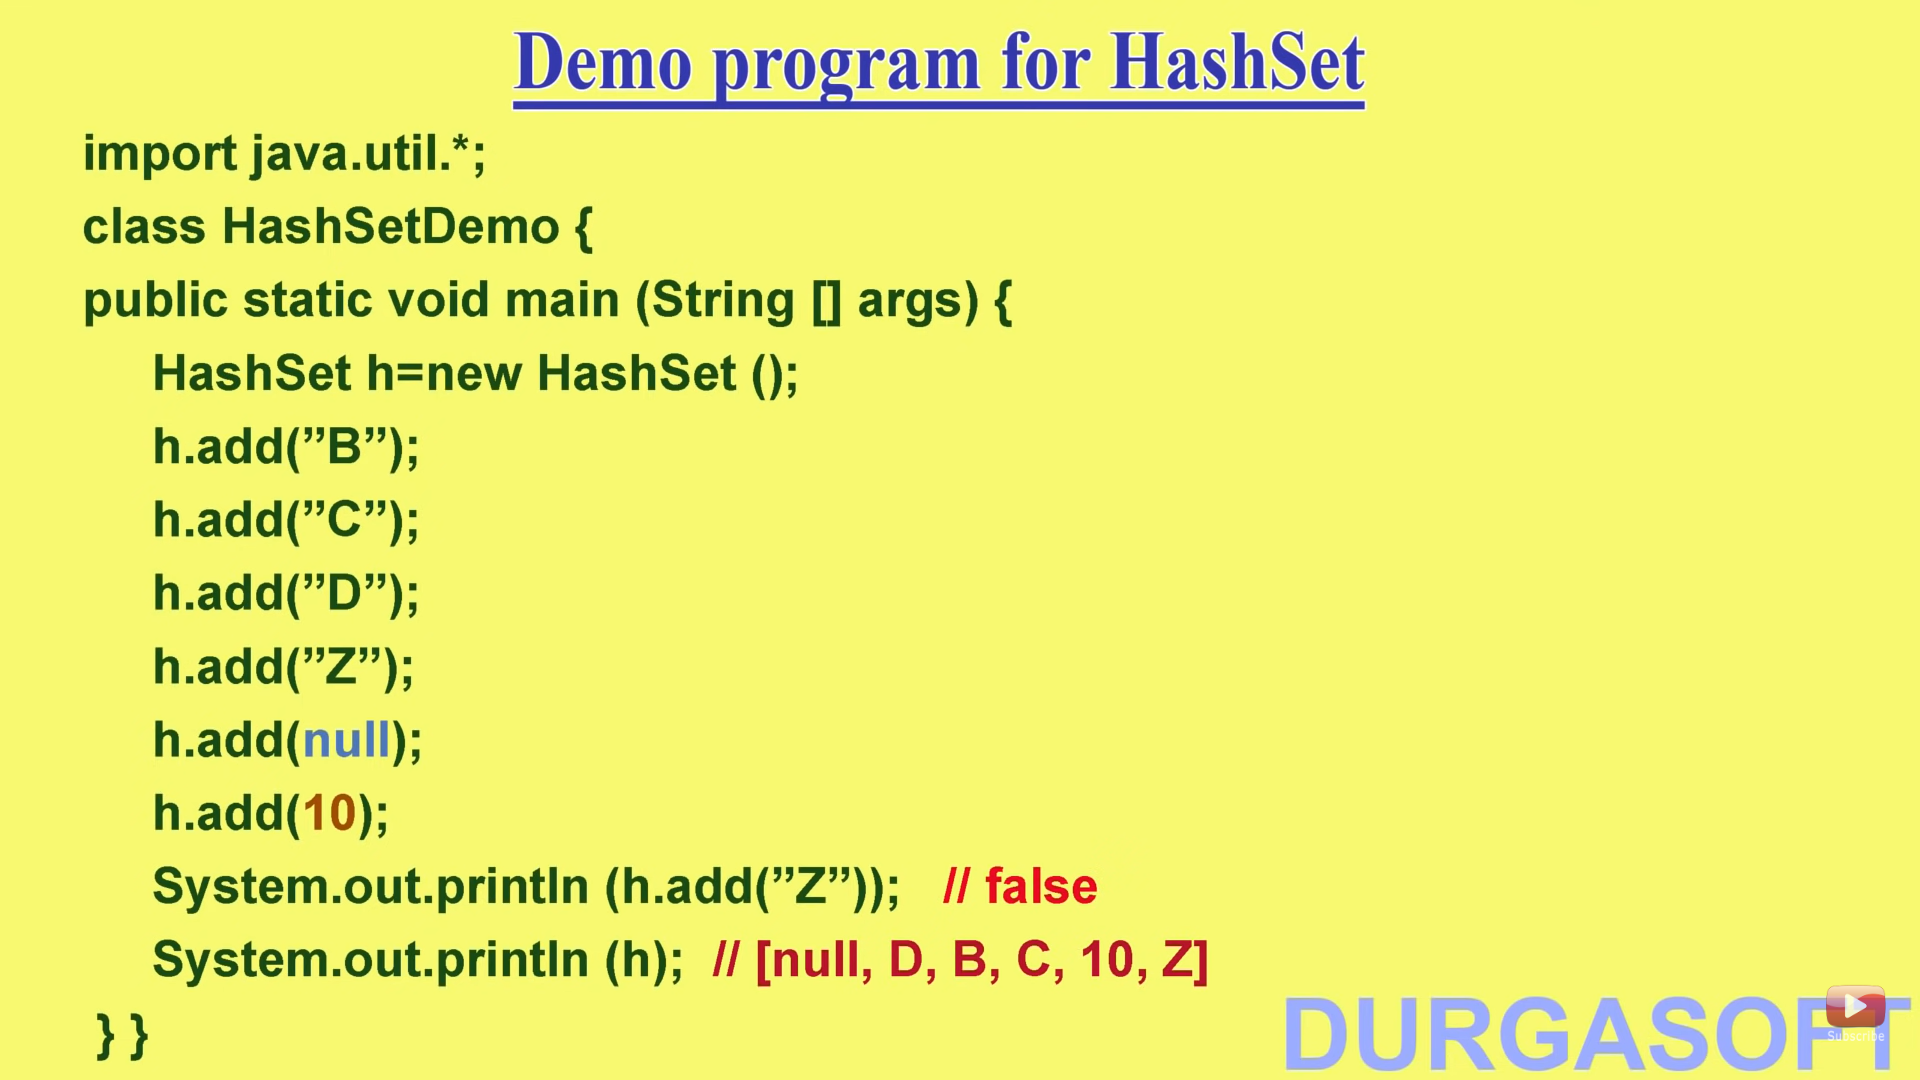 Demo program for HashSet
import java.util.*;
class HashSetDemo {
public static void main (String [] args) {
HashSet h=new HashSet ();
h.add(”B”);
h.add(”C”);
h.add(”D”);
h.add(”Z”);
h.add(null);
h.add(10);
System.out.println (h.add(”Z”)); // false
System.out.println (h); // [null, D, B, C, 10, Z]
} }
DURGASOFT
Subscribe